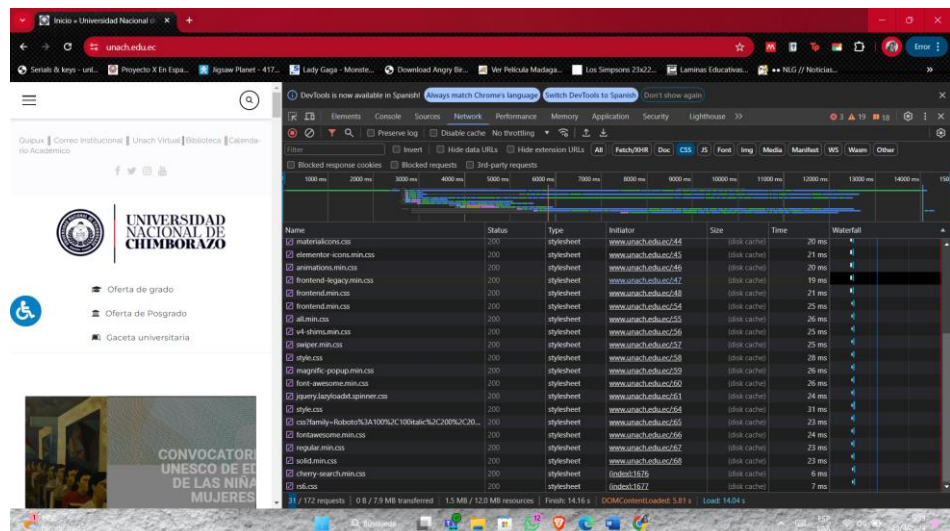 Inicio » Universidad Nacional d
unach.edu.ec
Error
Serials & keys - unl...
Proyecto X En Espa...
Jigsaw Planet - 417...
Lady Gaga - Monste...
Download Angry Bir...
Ver Película Madaga...
Los Simpsons 23x22...
Laminas Educativas...
•• NLG // Noticias...
Quipux || Correo Institucional || Unach Virtual || Biblioteca || Calenda-
rio Académico
UNIVERSIDAD
NACIONAL DE
CHIMBORAZO
Oferta de grado
Oferta de Posgrado
Gaceta universitaria
CONVOCATOR
UNESCO DE ED
DE LAS NIÑA
MUJERES
DevTools is now available in Spanish! Always match Chrome's language Switch DevTools to Spanish Don't show again
Elements Console Sources Network Performance Memory Application Security Lighthouse 3 19 18
Preserve log Disable cache No throttling
Filter Invert Hide data URLs Hide extension URLs All Fetch/XHR Doc CSS JS Font Img Media Manifest WS Wasm Other
Blocked response cookies Blocked requests 3rd-party requests
1000 ms 2000 ms 3000 ms 4000 ms 5000 ms 6000 ms 7000 ms 8000 ms 9000 ms 10000 ms 11000 ms 12000 ms 13000 ms 14000 ms 150
Name Status Type Initiator Size Time Waterfall
materialicons.css 200 stylesheet www.unach.edu.ec/:44 (disk cache) 20 ms
elementor-icons.min.css 200 stylesheet www.unach.edu.ec/:45 (disk cache) 21 ms
animations.min.css 200 stylesheet www.unach.edu.ec/:46 (disk cache) 20 ms
frontend-legacy.min.css 200 stylesheet www.unach.edu.ec/:47 (disk cache) 19 ms
frontend.min.css 200 stylesheet www.unach.edu.ec/:48 (disk cache) 21 ms
frontend.min.css 200 stylesheet www.unach.edu.ec/:54 (disk cache) 25 ms
all.min.css 200 stylesheet www.unach.edu.ec/:55 (disk cache) 26 ms
v4-shims.min.css 200 stylesheet www.unach.edu.ec/:56 (disk cache) 25 ms
swiper.min.css 200 stylesheet www.unach.edu.ec/:57 (disk cache) 25 ms
style.css 200 stylesheet www.unach.edu.ec/:58 (disk cache) 28 ms
magnific-popup.min.css 200 stylesheet www.unach.edu.ec/:59 (disk cache) 26 ms
font-awesome.min.css 200 stylesheet www.unach.edu.ec/:60 (disk cache) 26 ms
jquery.lazyloadxt.spinner.css 200 stylesheet www.unach.edu.ec/:61 (disk cache) 24 ms
style.css 200 stylesheet www.unach.edu.ec/:64 (disk cache) 31 ms
css?family=Roboto%3A100%2C100italic%2C200%2C20... 200 stylesheet www.unach.edu.ec/:65 (disk cache) 23 ms
fontawesome.min.css 200 stylesheet www.unach.edu.ec/:66 (disk cache) 24 ms
regular.min.css 200 stylesheet www.unach.edu.ec/:67 (disk cache) 23 ms
solid.min.css 200 stylesheet www.unach.edu.ec/:68 (disk cache) 23 ms
cherry-search.min.css 200 stylesheet (index):1676 (disk cache) 6 ms
rs6.css 200 stylesheet (index):1677 (disk cache) 7 ms
31 / 172 requests 0 B / 7.9 MB transferred 1.5 MB / 12.0 MB resources Finish: 14.16 s DOMContentLoaded: 5.81 s Load: 14.04 s
Búsqueda
ESP